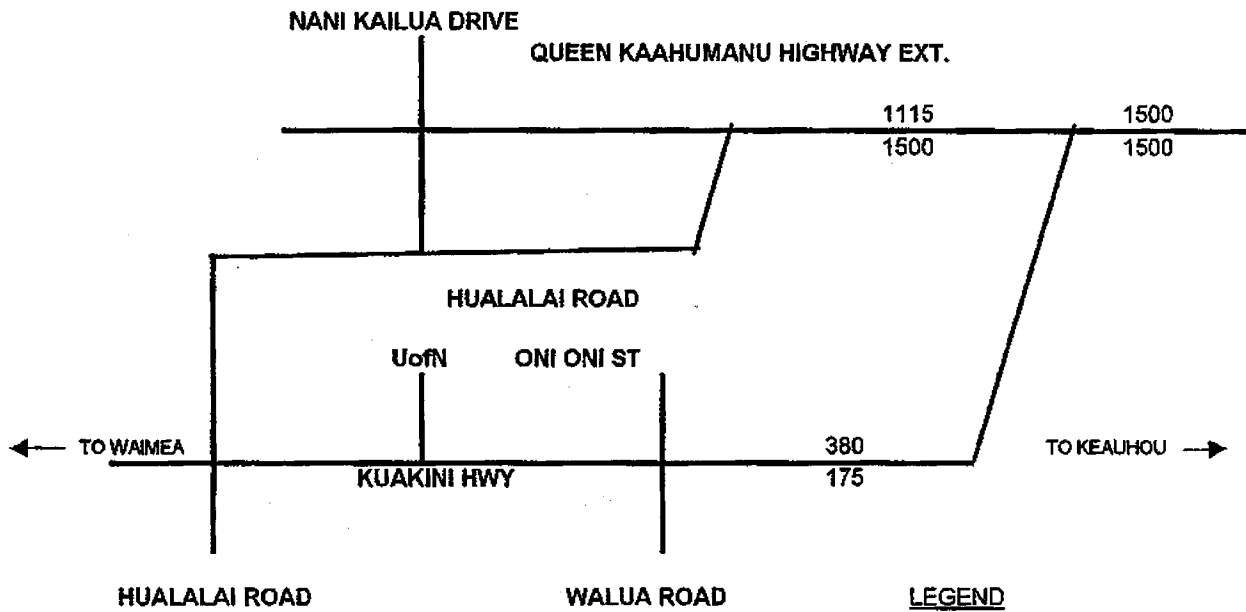 NANI KAILUA DRIVE
QUEEN KAAHUMANU HIGHWAY EXT.
1115 1500
1500 1500
HUALALAI ROAD
UofN ONI ONI ST
TO WAIMEA 380 TO KEAUHOU
KUAKINI HWY 175
HUALALAI ROAD WALUA ROAD LEGEND